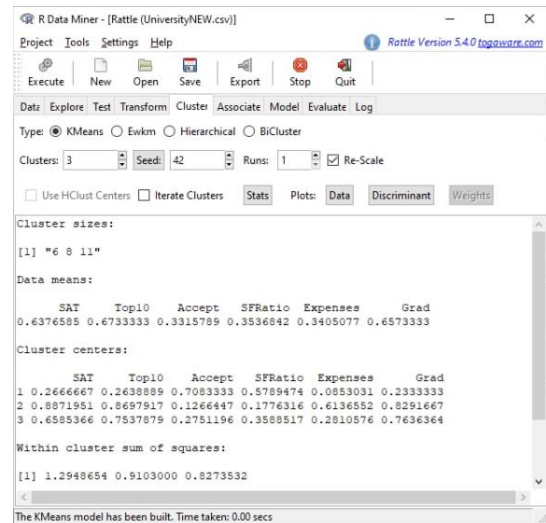 R Data Miner - [Rattle (UniversityNEW.csv)]
Project Tools Settings Help Rattle Version 5.4.0 togaware.com
Execute New Open Save Export Stop Quit
Data Explore Test Transform Cluster Associate Model Evaluate Log
Type: KMeans Ewkm Hierarchical BiCluster
Clusters: 3 Seed: 42 Runs: 1 Re-Scale
Use HClust Centers Iterate Clusters Stats Plots: Data Discriminant Weights
Cluster sizes:
[1] "6 8 11"
Data means:
SAT Top10 Accept SFRatio Expenses Grad
0.6376585 0.6733333 0.3315789 0.3536842 0.3405077 0.6573333
Cluster centers:
SAT Top10 Accept SFRatio Expenses Grad
1 0.2666667 0.2638889 0.7083333 0.5789474 0.0853031 0.2333333
2 0.8871951 0.8697917 0.1266447 0.1776316 0.6136552 0.8291667
3 0.6585366 0.7537879 0.2751196 0.3588517 0.2810576 0.7636364
Within cluster sum of squares:
[1] 1.2948654 0.9103000 0.8273532
The KMeans model has been built. Time taken: 0.00 secs